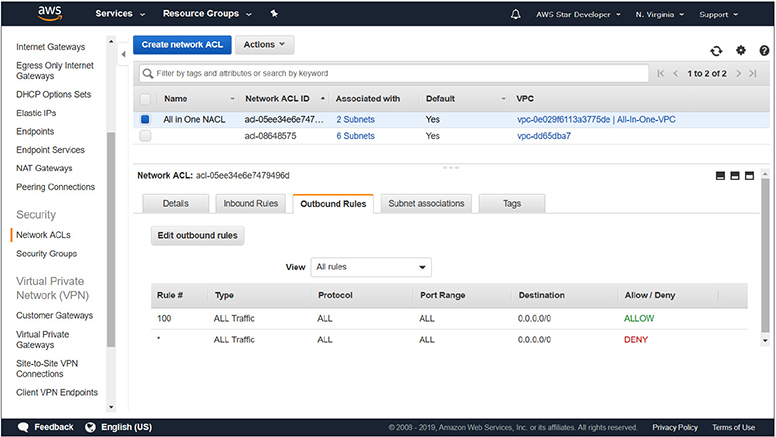 aws Services Resource Groups AWS Star Developer N. Virginia Support
Internet Gateways
Egress Only Internet
Gateways
DHCP Options Sets
Elastic IPs
Endpoints
Endpoint Services
NAT Gateways
Peering Connections
Security
Network ACLs
Security Groups
Virtual Private
Network (VPN)
Customer Gateways
Virtual Private
Gateways
Site-to-Site VPN
Connections
Client VPN Endpoints
Create network ACL Actions
Filter by tags and attributes or search by keyword 1 to 2 of 2
Name Network ACL ID Associated with Default VPC
All in One NACL acl-05ee34e6e747... 2 Subnets Yes vpc-0e029f6113a3775de | All-In-One-VPC
acl-08648575 6 Subnets Yes vpc-dd65dba7
Network ACL: acl-05ee34e6e7479496d
Details Inbound Rules Outbound Rules Subnet associations Tags
Edit outbound rules
View All rules
Rule # Type Protocol Port Range Destination Allow / Deny
100 ALL Traffic ALL ALL 0.0.0.0/0 ALLOW
* ALL Traffic ALL ALL 0.0.0.0/0 DENY
Feedback English (US) © 2008 - 2019, Amazon Web Services, Inc. or its affiliates. All rights reserved. Privacy Policy Terms of Use